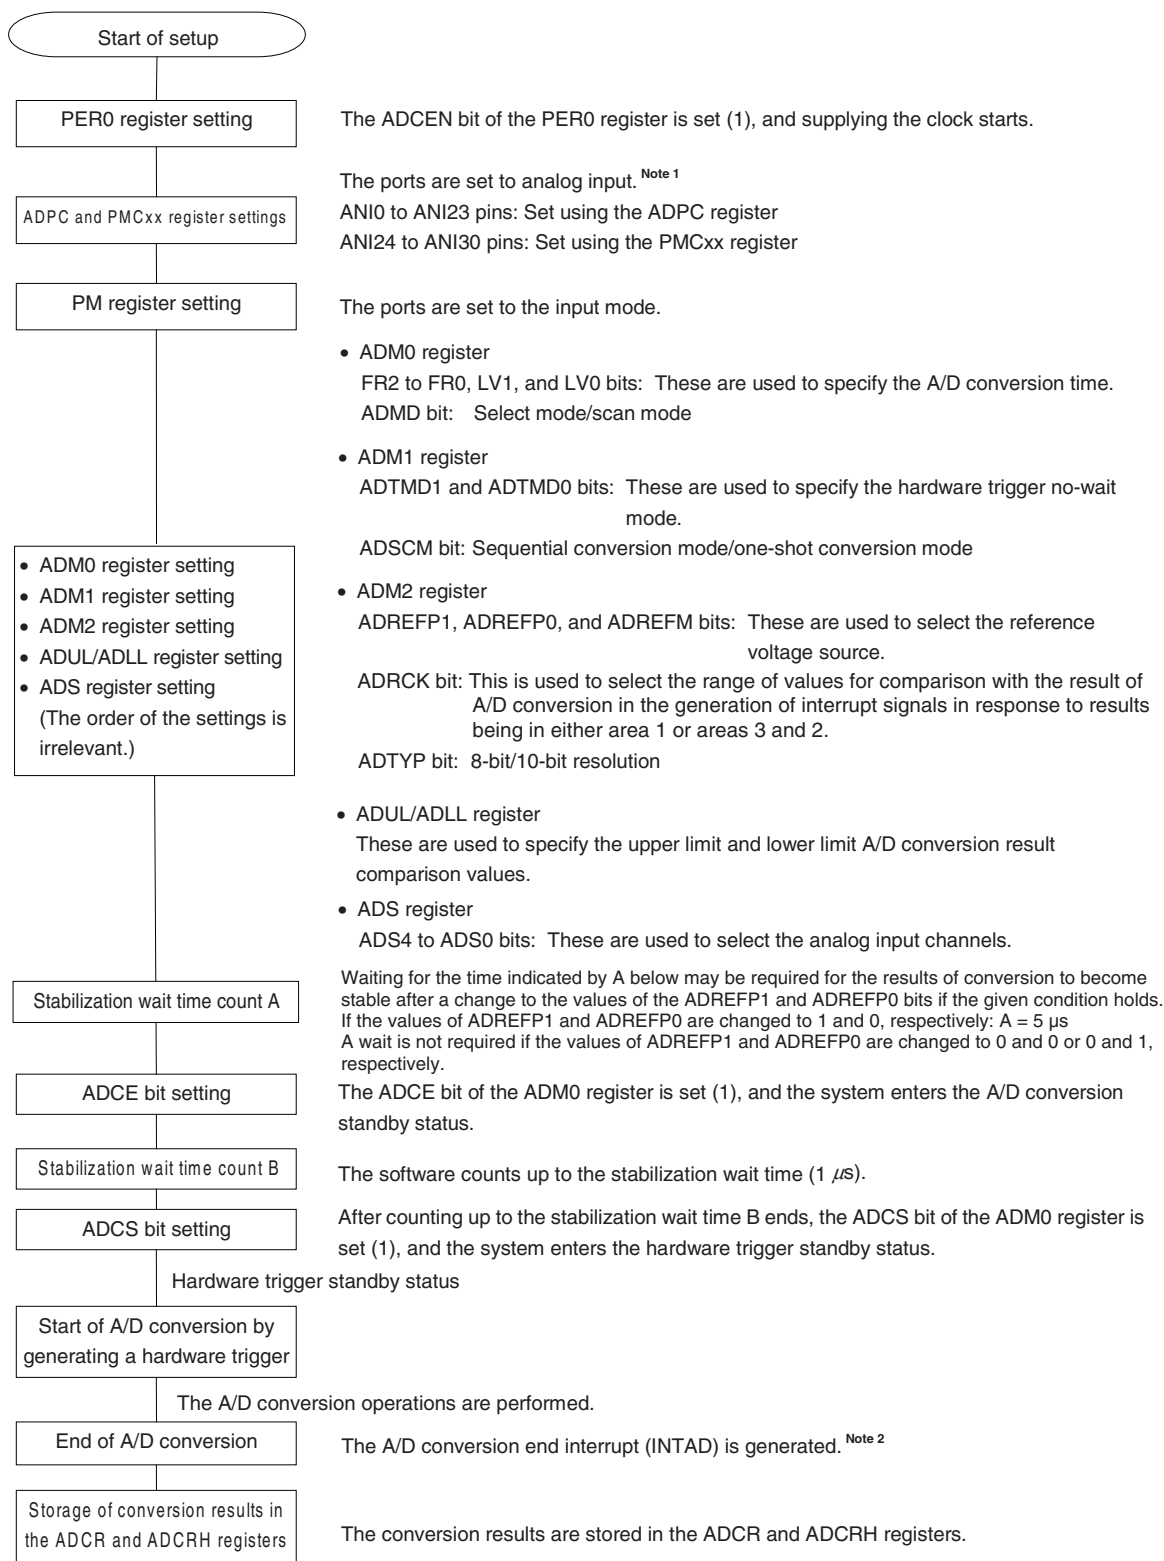 Start of setup
PER0 register setting
The ADCEN bit of the PER0 register is set (1), and supplying the clock starts.
The ports are set to analog input. Note 1
ADPC and PMCxx register settings
ANI0 to ANI23 pins: Set using the ADPC register
ANI24 to ANI30 pins: Set using the PMCxx register
PM register setting
The ports are set to the input mode.
• ADM0 register
FR2 to FR0, LV1, and LV0 bits: These are used to specify the A/D conversion time.
ADMD bit: Select mode/scan mode
• ADM1 register
ADTMD1 and ADTMD0 bits: These are used to specify the hardware trigger no-wait
mode.
ADSCM bit: Sequential conversion mode/one-shot conversion mode
• ADM0 register setting
• ADM1 register setting
• ADM2 register setting
• ADUL/ADLL register setting
• ADS register setting
(The order of the settings is
irrelevant.)
• ADM2 register
ADREFP1, ADREFP0, and ADREFM bits: These are used to select the reference
voltage source.
ADRCK bit: This is used to select the range of values for comparison with the result of
A/D conversion in the generation of interrupt signals in response to results
being in either area 1 or areas 3 and 2.
ADTYP bit: 8-bit/10-bit resolution
• ADUL/ADLL register
These are used to specify the upper limit and lower limit A/D conversion result
comparison values.
• ADS register
ADS4 to ADS0 bits: These are used to select the analog input channels.
Stabilization wait time count A
Waiting for the time indicated by A below may be required for the results of conversion to become
stable after a change to the values of the ADREFP1 and ADREFP0 bits if the given condition holds.
If the values of ADREFP1 and ADREFP0 are changed to 1 and 0, respectively: A = 5 µs
A wait is not required if the values of ADREFP1 and ADREFP0 are changed to 0 and 0 or 0 and 1,
respectively.
ADCE bit setting
The ADCE bit of the ADM0 register is set (1), and the system enters the A/D conversion
standby status.
Stabilization wait time count B
The software counts up to the stabilization wait time (1 µs).
ADCS bit setting
After counting up to the stabilization wait time B ends, the ADCS bit of the ADM0 register is
set (1), and the system enters the hardware trigger standby status.
Hardware trigger standby status
Start of A/D conversion by
generating a hardware trigger
The A/D conversion operations are performed.
End of A/D conversion
The A/D conversion end interrupt (INTAD) is generated. Note 2
Storage of conversion results in
the ADCR and ADCRH registers
The conversion results are stored in the ADCR and ADCRH registers.